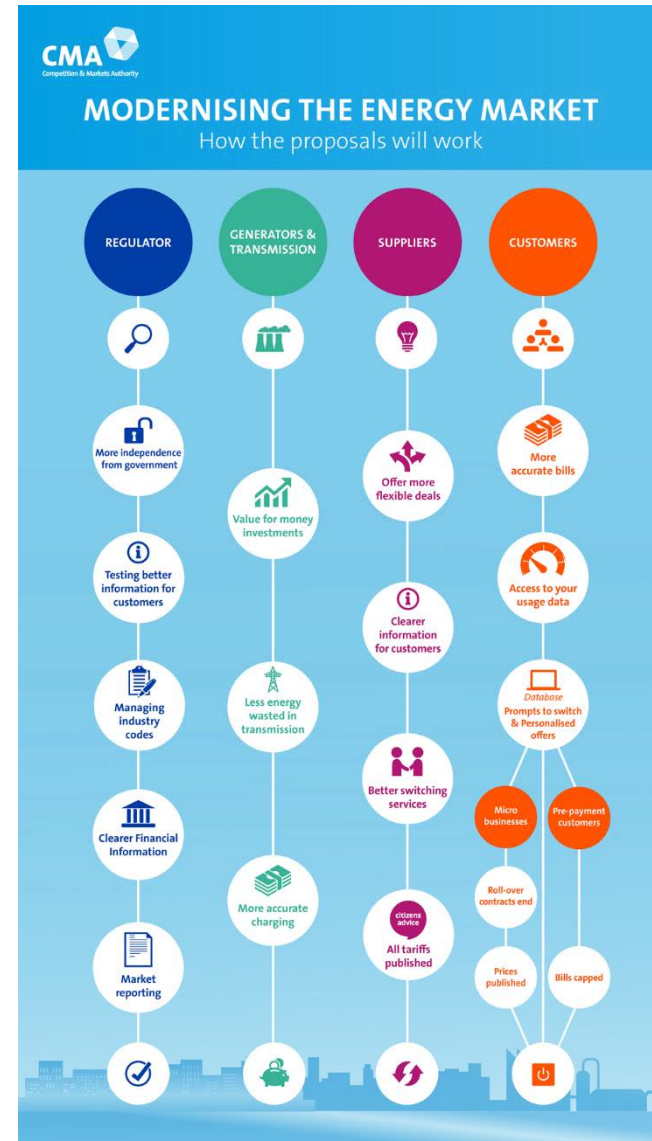 CMA
Competition & Markets Authority
MODERNISING THE ENERGY MARKET
How the proposals will work
REGULATOR
More independence
from government
Testing better
information for
customers
Managing
industry
codes
Clearer Financial
Information
Market
reporting
GENERATORS &
TRANSMISSION
Value for money
investments
Less energy
wasted in
transmission
More accurate
charging
SUPPLIERS
Offer more
flexible deals
Clearer
information
for customers
Better switching
services
citizens
advice
All tariffs
published
CUSTOMERS
More
accurate bills
Access to your
usage data
Database
Prompts to switch
& Personalised
offers
Micro
businesses
Roll-over
contracts end
Prices
published
Pre-payment
customers
Bills capped